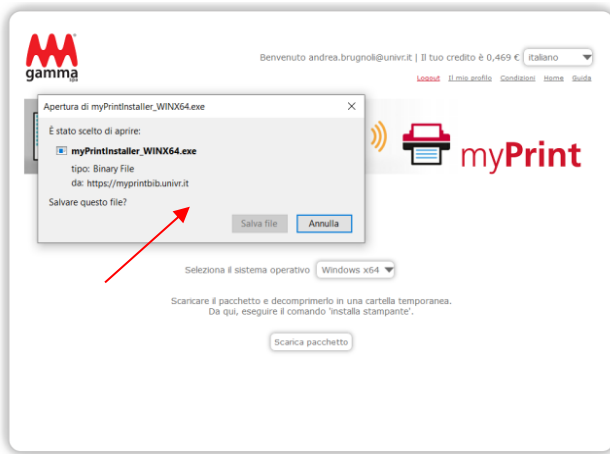 gamma
spa
Benvenuto andrea.brugnoli@univr.it | Il tuo credito è 0,469 € italiano
Logout Il mio profilo Condizioni Home Guida
Apertura di myPrintInstaller_WINX64.exe
È stato scelto di aprire:
myPrintInstaller_WINX64.exe
tipo: Binary File
da: https://myprintbib.univr.it
Salvare questo file?
Salva file Annulla
myPrint
Seleziona il sistema operativo Windows x64
Scaricare il pacchetto e decomprimerlo in una cartella temporanea.
Da qui, eseguire il comando 'installa stampante'.
Scarica pacchetto